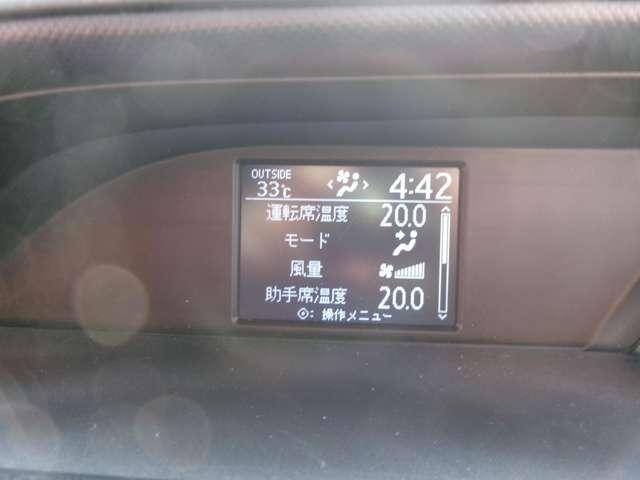 OUTSIDE
33℃ < > 4:42
運転席温度 20.0
モード
風量
助手席温度 20.0
◎: 操作メニュー